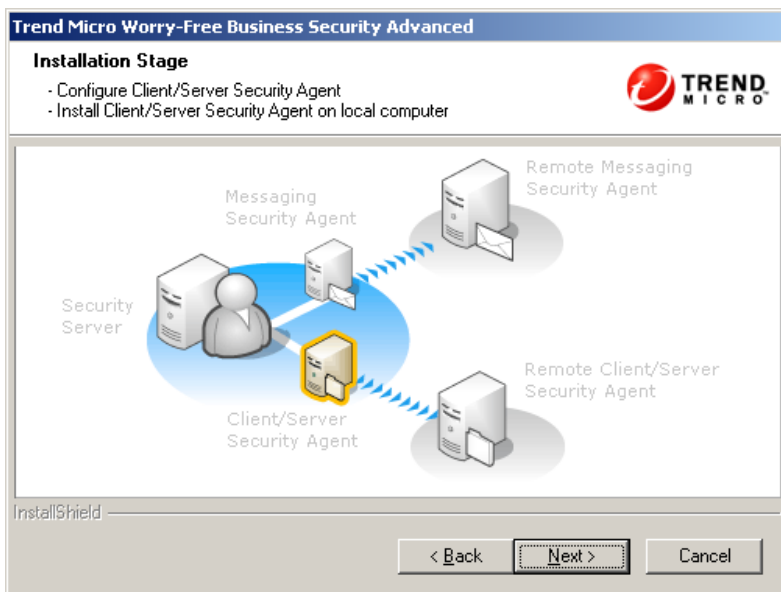 Trend Micro Worry-Free Business Security Advanced
Installation Stage
- Configure Client/Server Security Agent
- Install Client/Server Security Agent on local computer
TREND
MICRO
Remote Messaging
Security Agent
Messaging
Security Agent
Security
Server
Remote Client/Server
Security Agent
Client/Server
Security Agent
InstallShield
< Back
Next >
Cancel